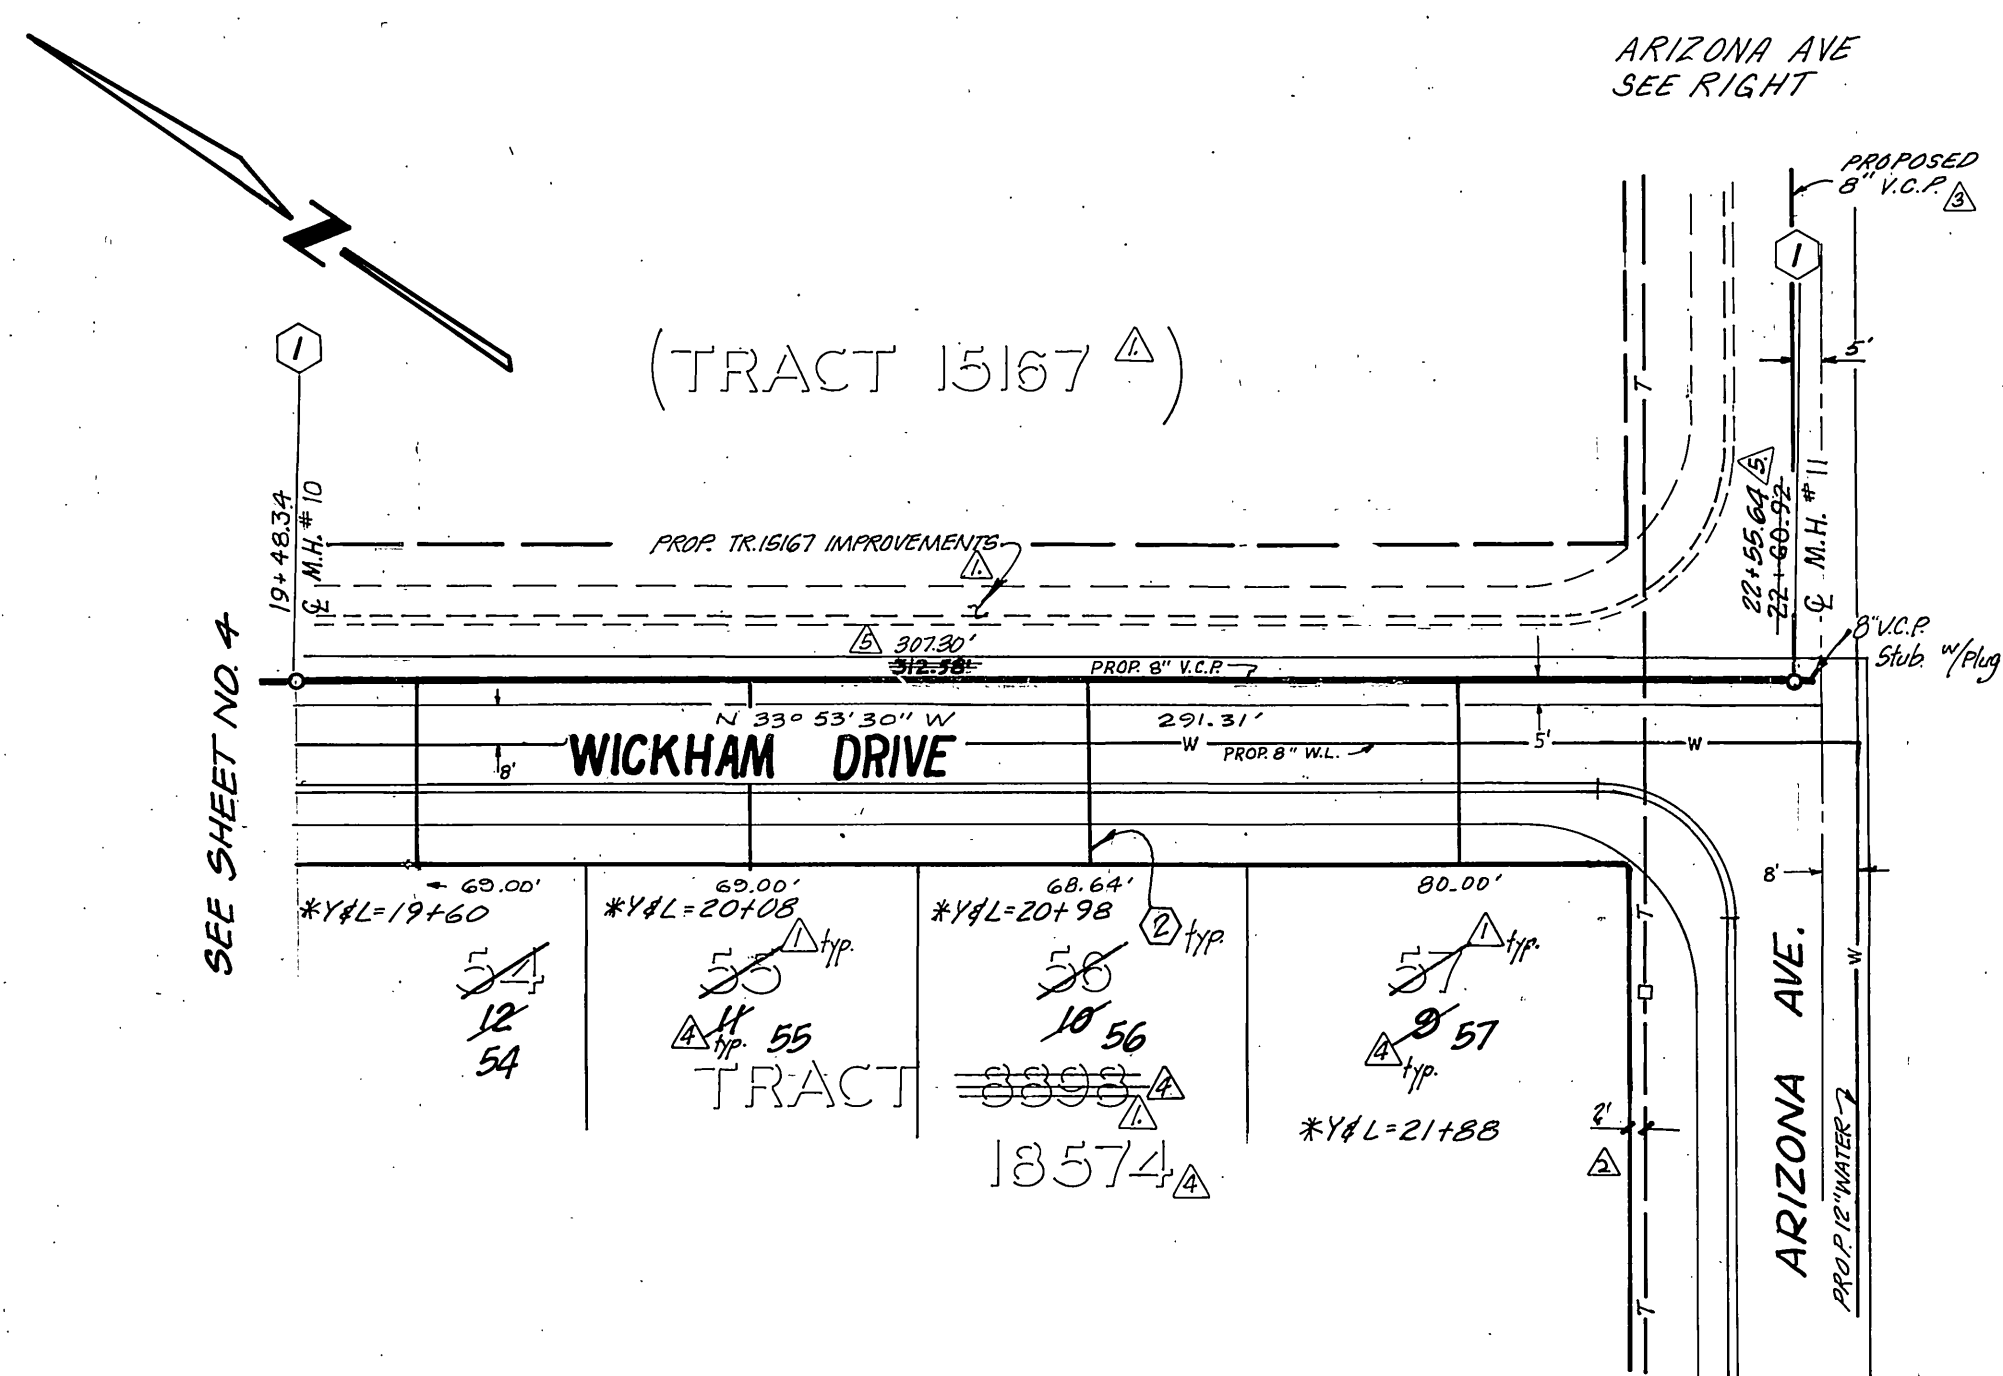 ARIZONA AVE
SEE RIGHT
PROPOSED
8" V.C.P. 3
1
1
(TRACT 15167 1.)
5'
19+48.34
℄ M.H. # 10
22+55.64 5.
22+60.92
℄ M.H. # 11
PROP. TR.15167 IMPROVEMENTS
1.
8" V.C.P.
Stub w/plug
5 307.30'
312.58'
PROP. 8" V.C.P.
SEE SHEET NO. 4
N 33° 53' 30" W
291.31'
WICKHAM DRIVE
8'
W
PROP. 8" W.L.
5'
W
T
69.00'
69.00'
68.64'
80.00'
8'
*Y&L=19+60
*Y&L=20+08
*Y&L=20+98
2 typ.
T
54
55 1 typ.
56
57 1 typ.
W
12
4 11 typ.
55
10 56
9 57
4 typ.
54
TRACT 8898 4
1.
18574 4
*Y&L=21+88
2'
2
ARIZONA AVE.
PROP. 12" WATER
T